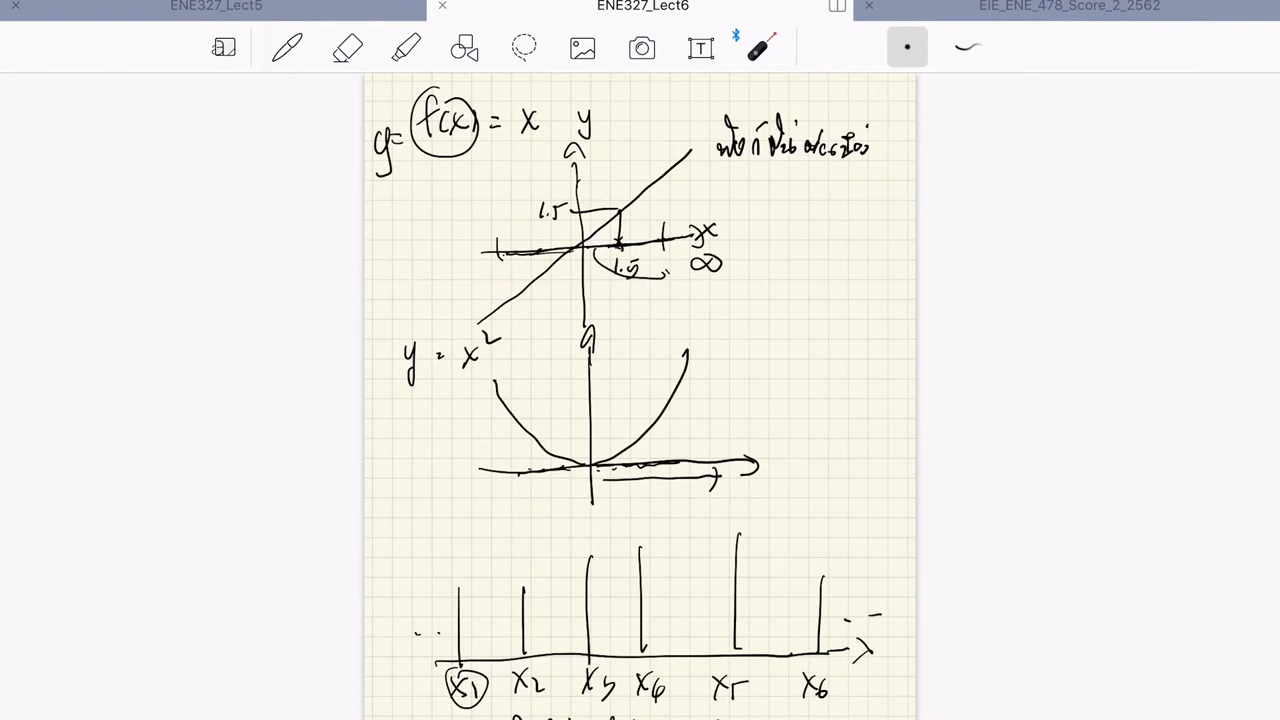 ENE327_Lect5
ENE327_Lect6
EIE_ENE_478_Score_2_2562
T
y= f(x) = x
y
1.5
x
1.5
∞
y = x²
x1 x2 x3 x4 x5 x6